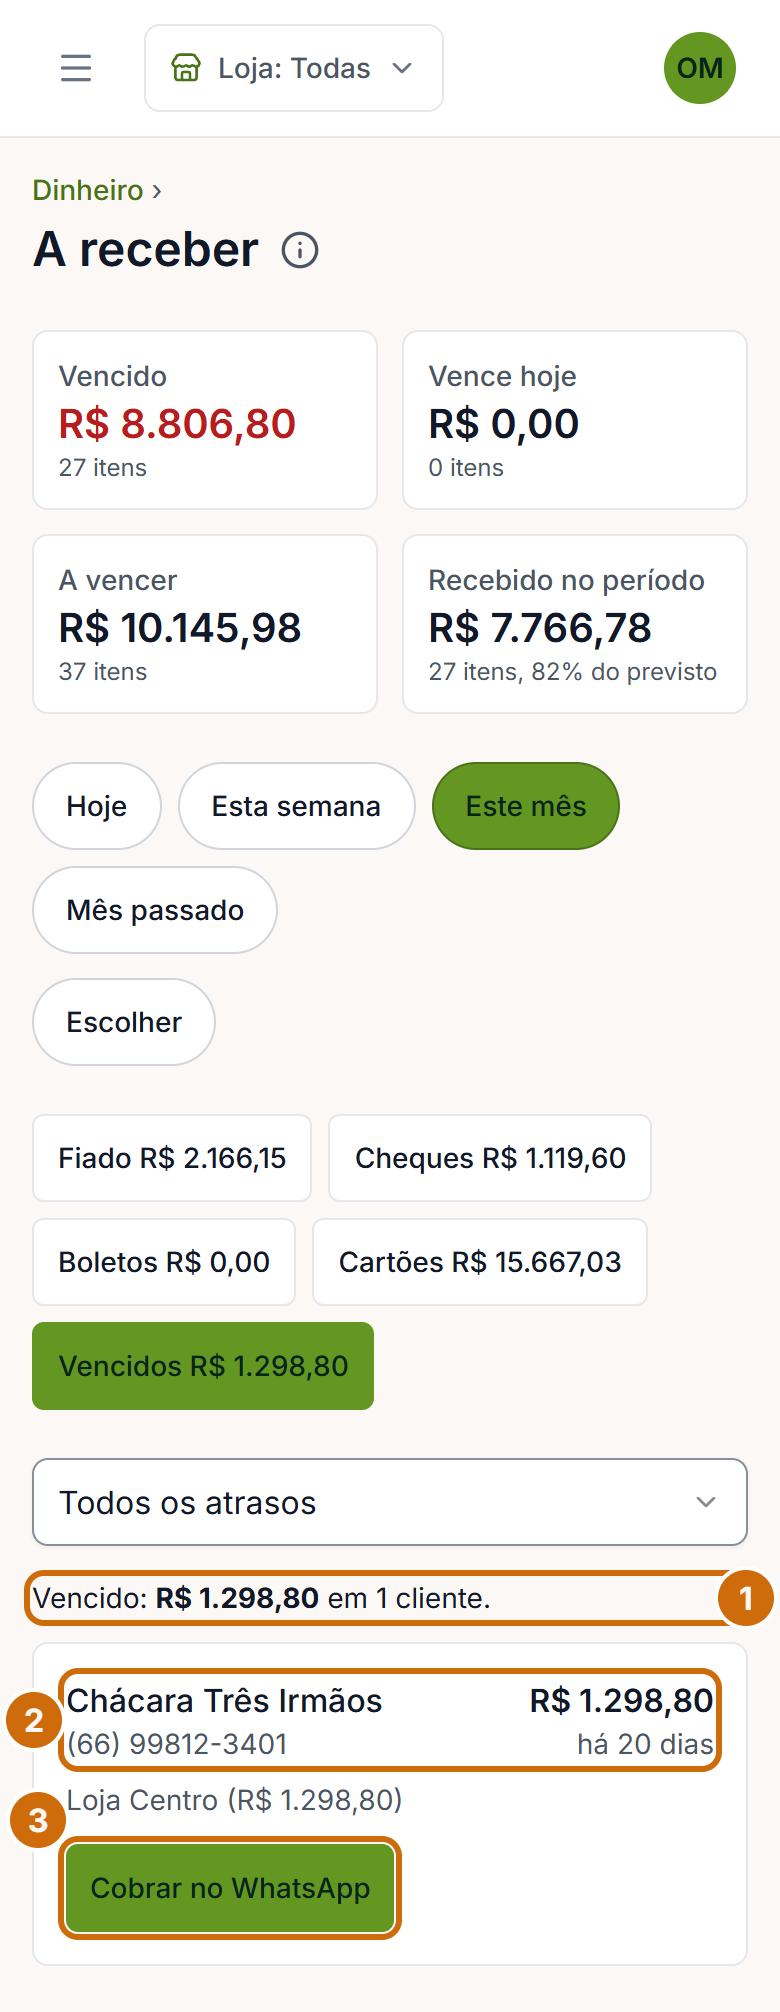 Loja: Todas
OM
Dinheiro ›
A receber
Vencido
R$ 8.806,80
27 itens
Vence hoje
R$ 0,00
0 itens
A vencer
R$ 10.145,98
37 itens
Recebido no período
R$ 7.766,78
27 itens, 82% do previsto
Hoje
Esta semana
Este mês
Mês passado
Escolher
Fiado R$ 2.166,15
Cheques R$ 1.119,60
Boletos R$ 0,00
Cartões R$ 15.667,03
Vencidos R$ 1.298,80
Todos os atrasos
Vencido: R$ 1.298,80 em 1 cliente.
1
2
Chácara Três Irmãos
R$ 1.298,80
(66) 99812-3401
há 20 dias
Loja Centro (R$ 1.298,80)
3
Cobrar no WhatsApp